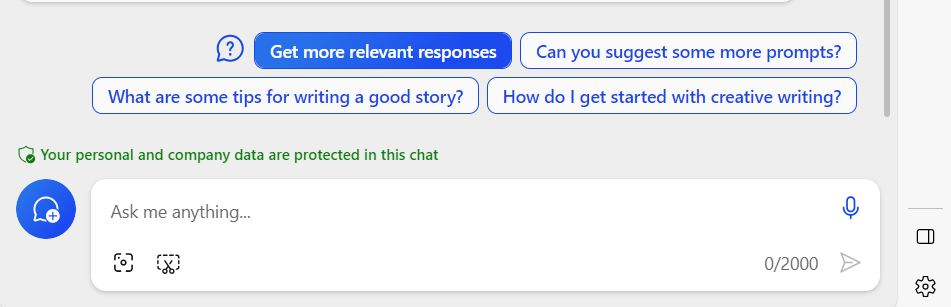 Get more relevant responses
Can you suggest some more prompts?
What are some tips for writing a good story?
How do I get started with creative writing?
Your personal and company data are protected in this chat
Ask me anything...
0/2000